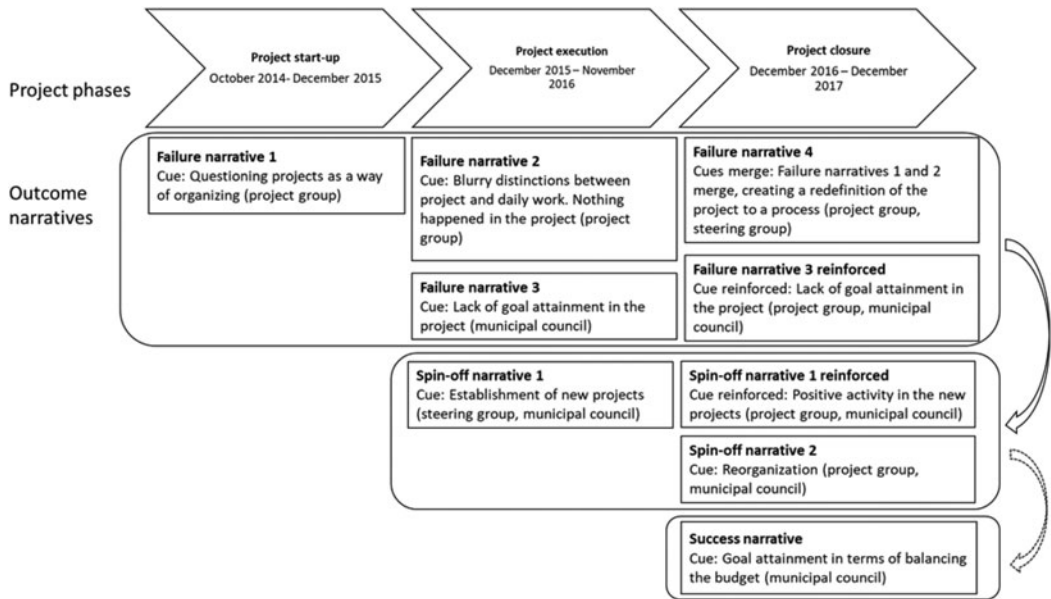 Project phases
Project start-up
October 2014- December 2015
Project execution
December 2015 – November
2016
Project closure
December 2016 – December
2017
Outcome
narratives
Failure narrative 1
Cue: Questioning projects as a way
of organizing (project group)
Failure narrative 2
Cue: Blurry distinctions between
project and daily work. Nothing
happened in the project (project
group)
Failure narrative 3
Cue: Lack of goal attainment in the
project (municipal council)
Failure narrative 4
Cues merge: Failure narratives 1 and 2
merge, creating a redefinition of the
project to a process (project group,
steering group)
Failure narrative 3 reinforced
Cue reinforced: Lack of goal attainment in
the project (project group, municipal
council)
Spin-off narrative 1
Cue: Establishment of new projects
(steering group, municipal council)
Spin-off narrative 1 reinforced
Cue reinforced: Positive activity in the new
projects (project group, municipal council)
Spin-off narrative 2
Cue: Reorganization (project group,
municipal council)
Success narrative
Cue: Goal attainment in terms of balancing
the budget (municipal council)